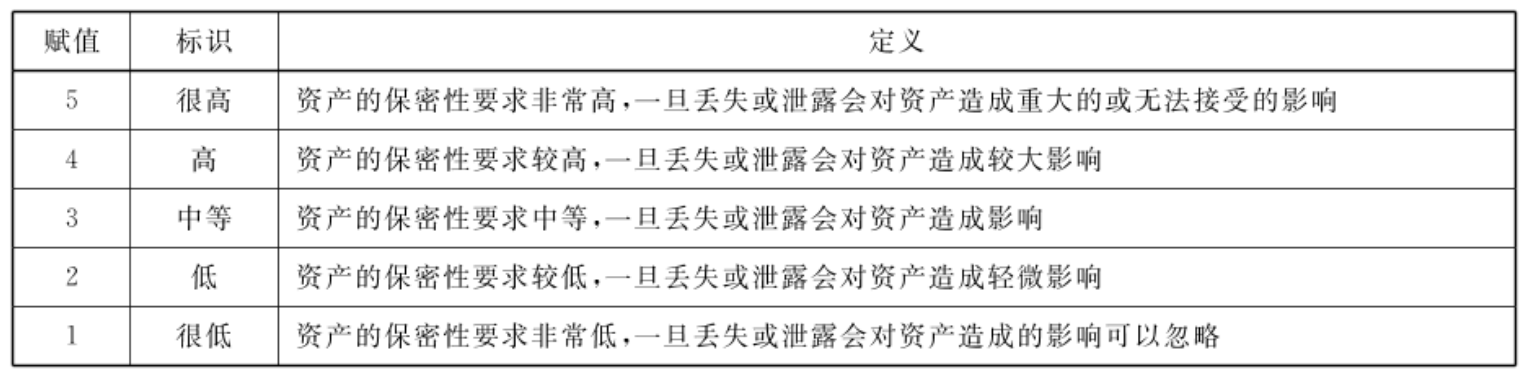 赋值 标识 定义
5 很高 资产的保密性要求非常高,一旦丢失或泄露会对资产造成重大的或无法接受的影响
4 高 资产的保密性要求较高,一旦丢失或泄露会对资产造成较大影响
3 中等 资产的保密性要求中等,一旦丢失或泄露会对资产造成影响
2 低 资产的保密性要求较低,一旦丢失或泄露会对资产造成轻微影响
1 很低 资产的保密性要求非常低,一旦丢失或泄露会对资产造成的影响可以忽略